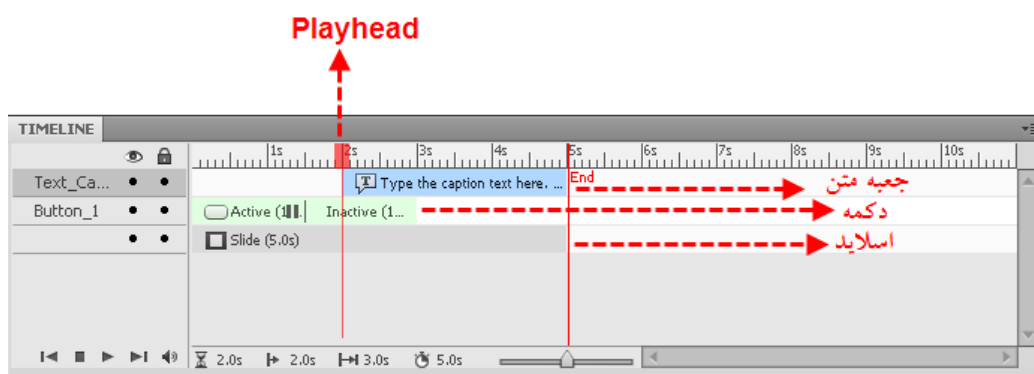 Playhead
TIMELINE
1s 2s 3s 4s 5s 6s 7s 8s 9s 10s
Text_Ca... Type the caption text here. ... End جعبه متن
Button_1 Active (1... Inactive (1... دکمه
Slide (5.0s) اسلاید
2.0s 2.0s 3.0s 5.0s